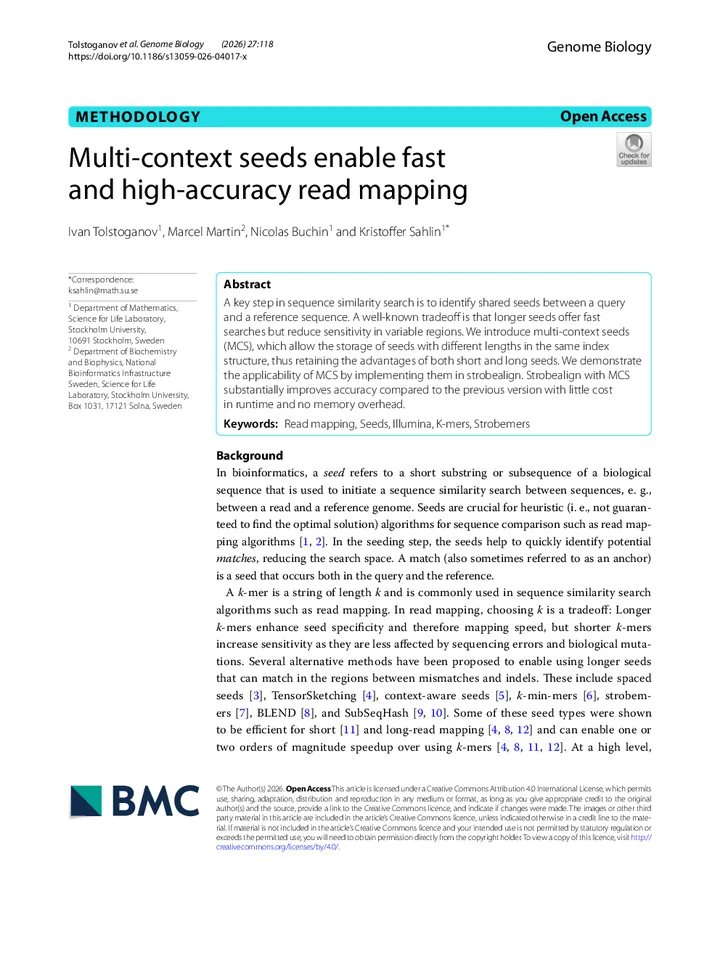 Tolstoganov et al. Genome Biology (2026) 27:118
https://doi.org/10.1186/s13059-026-04017-x
Genome Biology
METHODOLOGY
Open Access
Check for
updates
Multi-context seeds enable fast
and high-accuracy read mapping
Ivan Tolstoganov1, Marcel Martin2, Nicolas Buchin1 and Kristoffer Sahlin1*
*Correspondence:
ksahlin@math.su.se
1 Department of Mathematics,
Science for Life Laboratory,
Stockholm University,
10691 Stockholm, Sweden
2 Department of Biochemistry
and Biophysics, National
Bioinformatics Infrastructure
Sweden, Science for Life
Laboratory, Stockholm University,
Box 1031, 17121 Solna, Sweden
Abstract
A key step in sequence similarity search is to identify shared seeds between a query
and a reference sequence. A well-known tradeoff is that longer seeds offer fast
searches but reduce sensitivity in variable regions. We introduce multi-context seeds
(MCS), which allow the storage of seeds with different lengths in the same index
structure, thus retaining the advantages of both short and long seeds. We demonstrate
the applicability of MCS by implementing them in strobealign. Strobealign with MCS
substantially improves accuracy compared to the previous version with little cost
in runtime and no memory overhead.
Keywords: Read mapping, Seeds, Illumina, K-mers, Strobemers
Background
In bioinformatics, a seed refers to a short substring or subsequence of a biological
sequence that is used to initiate a sequence similarity search between sequences, e. g.,
between a read and a reference genome. Seeds are crucial for heuristic (i. e., not guaran-
teed to find the optimal solution) algorithms for sequence comparison such as read map-
ping algorithms [1, 2]. In the seeding step, the seeds help to quickly identify potential
matches, reducing the search space. A match (also sometimes referred to as an anchor)
is a seed that occurs both in the query and the reference.
A k-mer is a string of length k and is commonly used in sequence similarity search
algorithms such as read mapping. In read mapping, choosing k is a tradeoff: Longer
k-mers enhance seed specificity and therefore mapping speed, but shorter k-mers
increase sensitivity as they are less affected by sequencing errors and biological muta-
tions. Several alternative methods have been proposed to enable using longer seeds
that can match in the regions between mismatches and indels. These include spaced
seeds [3], TensorSketching [4], context-aware seeds [5], k-min-mers [6], strobem-
ers [7], BLEND [8], and SubSeqHash [9, 10]. Some of these seed types were shown
to be efficient for short [11] and long-read mapping [4, 8, 12] and can enable one or
two orders of magnitude speedup over using k-mers [4, 8, 11, 12]. At a high level,
BMC
© The Author(s) 2026. Open Access This article is licensed under a Creative Commons Attribution 4.0 International License, which permits
use, sharing, adaptation, distribution and reproduction in any medium or format, as long as you give appropriate credit to the original
author(s) and the source, provide a link to the Creative Commons licence, and indicate if changes were made. The images or other third
party material in this article are included in the article's Creative Commons licence, unless indicated otherwise in a credit line to the mate-
rial. If material is not included in the article's Creative Commons licence and your intended use is not permitted by statutory regulation or
exceeds the permitted use, you will need to obtain permission directly from the copyright holder. To view a copy of this licence, visit http://
creativecommons.org/licenses/by/4.0/.